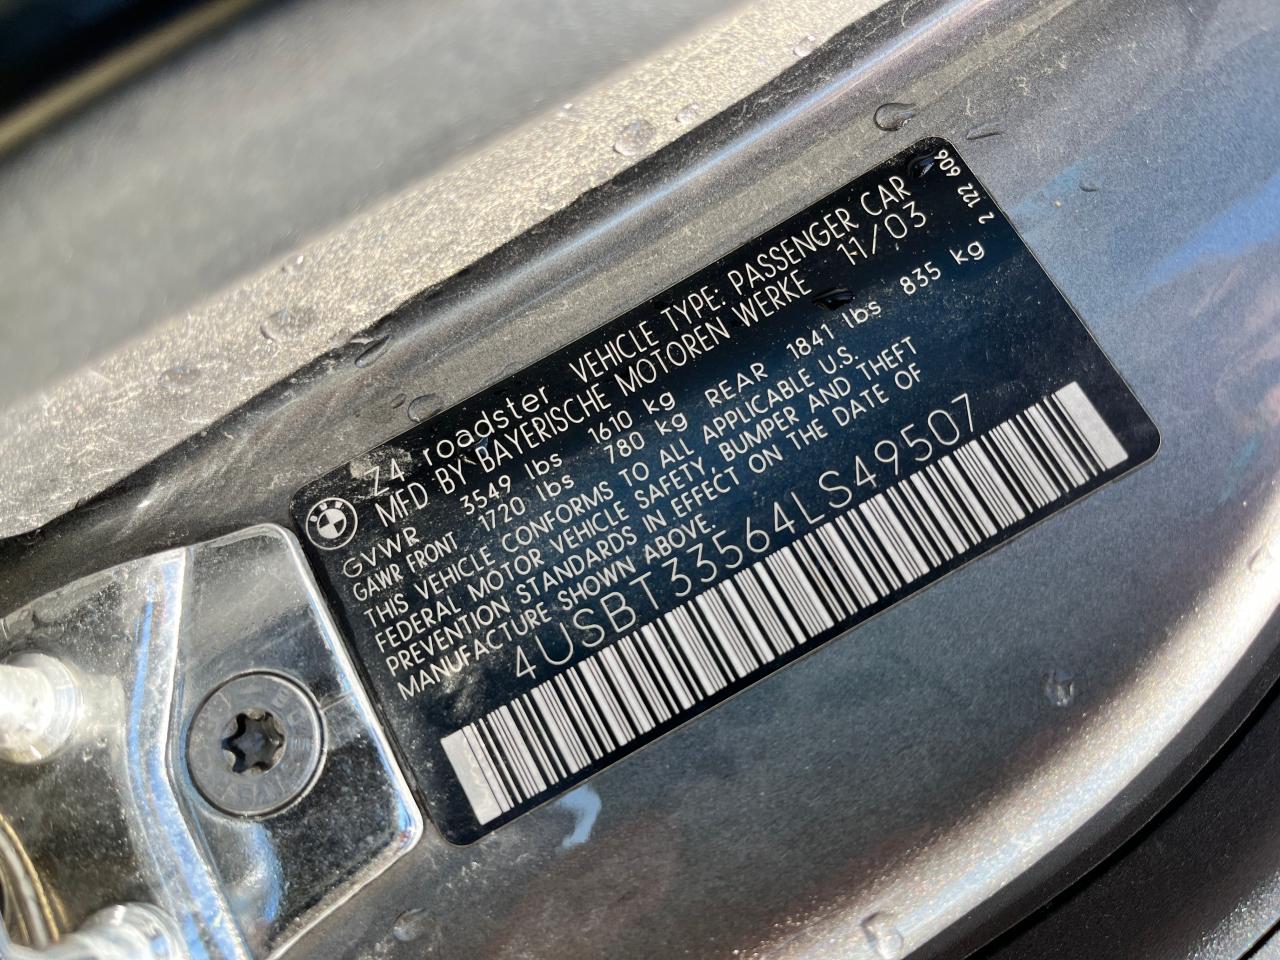 Z4 roadster VEHICLE TYPE: PASSENGER CAR
MFD BY BAYERISCHE MOTOREN WERKE 11/03
GVWR 3549 lbs 1610 kg
GAWR FRONT 1720 lbs 780 kg REAR 1841 lbs 835 kg
THIS VEHICLE CONFORMS TO ALL APPLICABLE U.S.
FEDERAL MOTOR VEHICLE SAFETY, BUMPER AND THEFT
PREVENTION STANDARDS IN EFFECT ON THE DATE OF
MANUFACTURE SHOWN ABOVE.
4USBT33564LS49507
2 122 606